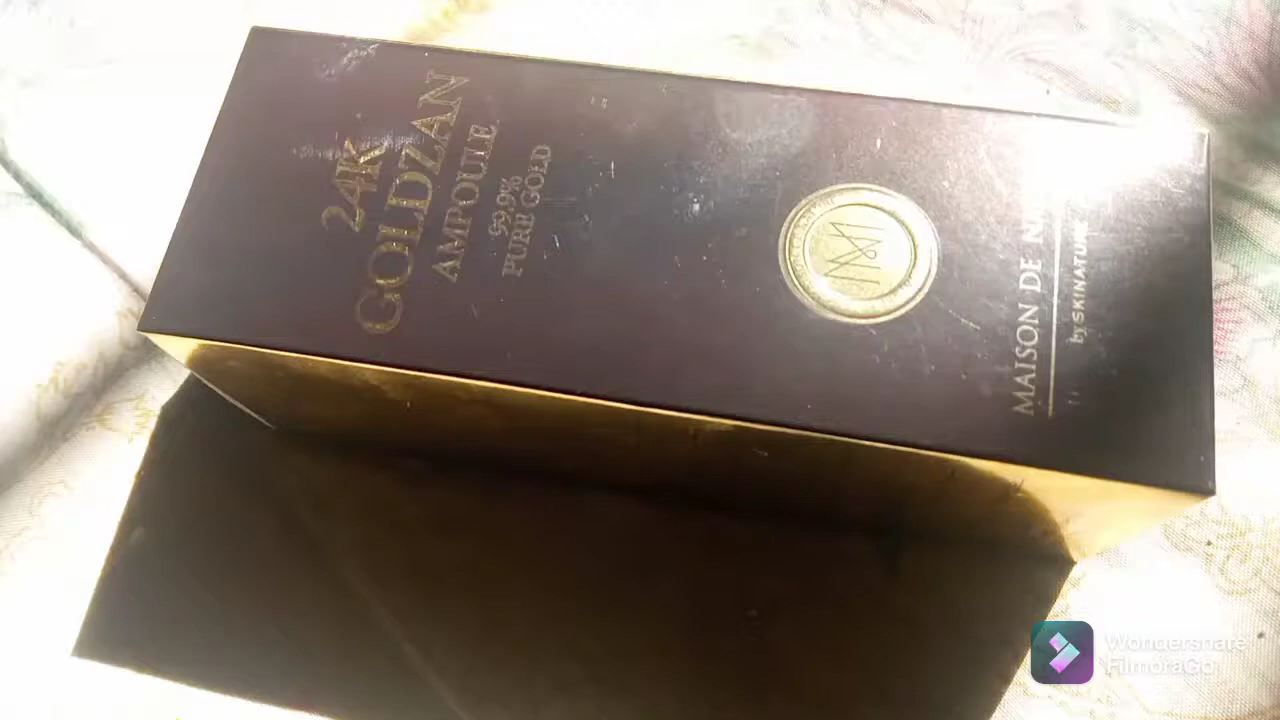 24K
GOLDZAN
AMPOULE
99.9%
PURE GOLD
MAISON DE
by SKINATURE
Wondershare
FilmoraGo